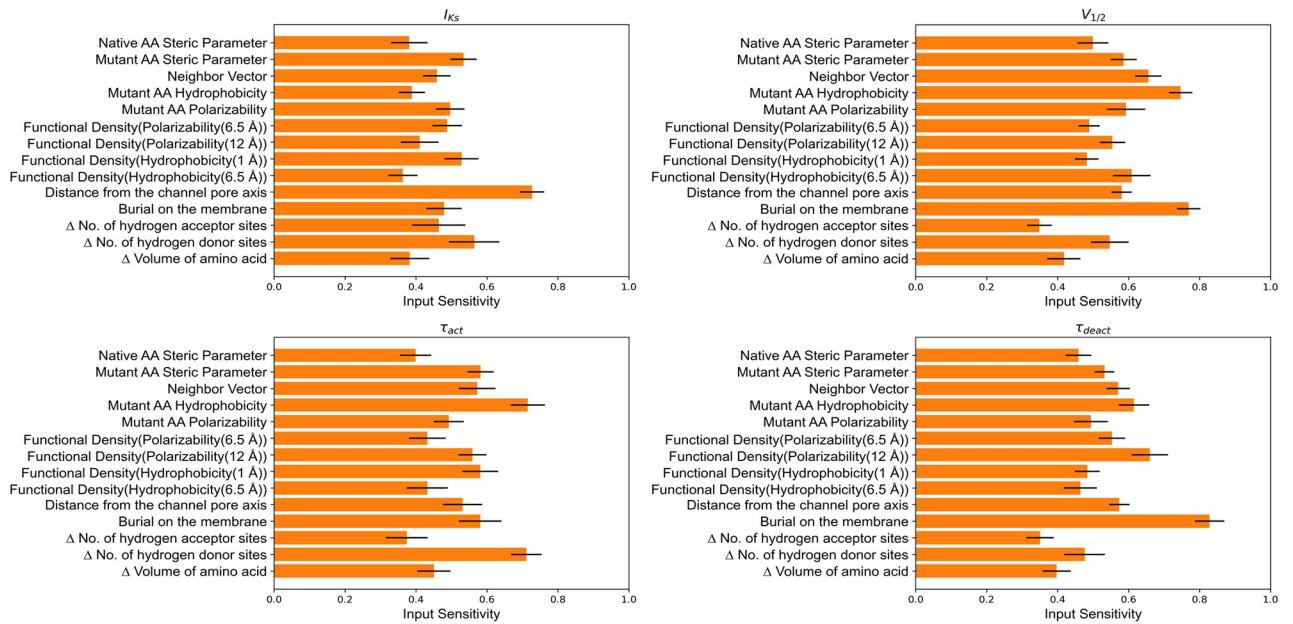 I_Ks
Native AA Steric Parameter
Mutant AA Steric Parameter
Neighbor Vector
Mutant AA Hydrophobicity
Mutant AA Polarizability
Functional Density(Polarizability(6.5 Å))
Functional Density(Polarizability(12 Å))
Functional Density(Hydrophobicity(1 Å))
Functional Density(Hydrophobicity(6.5 Å))
Distance from the channel pore axis
Burial on the membrane
Δ No. of hydrogen acceptor sites
Δ No. of hydrogen donor sites
Δ Volume of amino acid
0.0 0.2 0.4 0.6 0.8 1.0
Input Sensitivity
V_1/2
Native AA Steric Parameter
Mutant AA Steric Parameter
Neighbor Vector
Mutant AA Hydrophobicity
Mutant AA Polarizability
Functional Density(Polarizability(6.5 Å))
Functional Density(Polarizability(12 Å))
Functional Density(Hydrophobicity(1 Å))
Functional Density(Hydrophobicity(6.5 Å))
Distance from the channel pore axis
Burial on the membrane
Δ No. of hydrogen acceptor sites
Δ No. of hydrogen donor sites
Δ Volume of amino acid
0.0 0.2 0.4 0.6 0.8 1.0
Input Sensitivity
τ_act
Native AA Steric Parameter
Mutant AA Steric Parameter
Neighbor Vector
Mutant AA Hydrophobicity
Mutant AA Polarizability
Functional Density(Polarizability(6.5 Å))
Functional Density(Polarizability(12 Å))
Functional Density(Hydrophobicity(1 Å))
Functional Density(Hydrophobicity(6.5 Å))
Distance from the channel pore axis
Burial on the membrane
Δ No. of hydrogen acceptor sites
Δ No. of hydrogen donor sites
Δ Volume of amino acid
0.0 0.2 0.4 0.6 0.8 1.0
Input Sensitivity
τ_deact
Native AA Steric Parameter
Mutant AA Steric Parameter
Neighbor Vector
Mutant AA Hydrophobicity
Mutant AA Polarizability
Functional Density(Polarizability(6.5 Å))
Functional Density(Polarizability(12 Å))
Functional Density(Hydrophobicity(1 Å))
Functional Density(Hydrophobicity(6.5 Å))
Distance from the channel pore axis
Burial on the membrane
Δ No. of hydrogen acceptor sites
Δ No. of hydrogen donor sites
Δ Volume of amino acid
0.0 0.2 0.4 0.6 0.8 1.0
Input Sensitivity